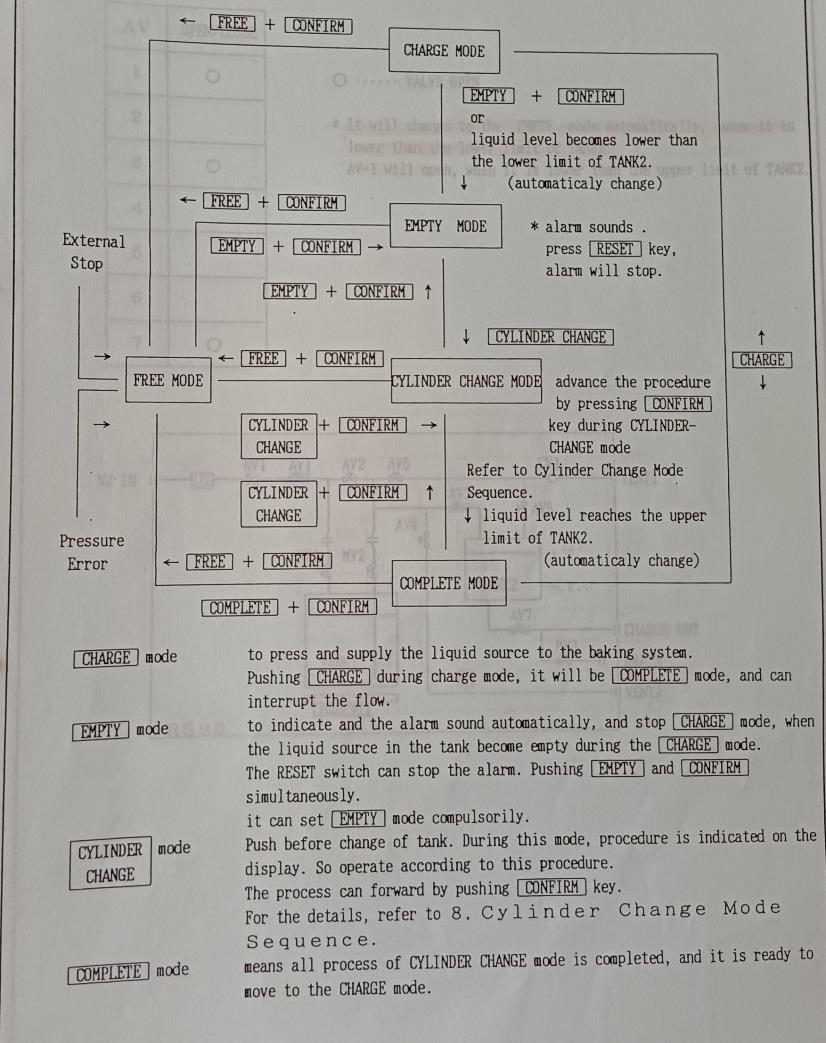 ← FREE + CONFIRM
CHARGE MODE
EMPTY + CONFIRM
or
liquid level becomes lower than
the lower limit of TANK2.
↓ (automaticaly change)
← FREE + CONFIRM
EMPTY MODE
* alarm sounds .
press RESET key,
alarm will stop.
EMPTY + CONFIRM →
External
Stop
EMPTY + CONFIRM ↑
↓ CYLINDER CHANGE
↑
CHARGE
↓
→
← FREE + CONFIRM
FREE MODE
CYLINDER CHANGE MODE
advance the procedure
by pressing CONFIRM
key during CYLINDER-
CHANGE mode
→
CYLINDER CHANGE + CONFIRM →
Refer to Cylinder Change Mode
Sequence.
CYLINDER CHANGE + CONFIRM ↑
↓ liquid level reaches the upper
limit of TANK2.
(automaticaly change)
Pressure
Error
← FREE + CONFIRM
COMPLETE MODE
COMPLETE + CONFIRM
CHARGE mode to press and supply the liquid source to the baking system.
Pushing CHARGE during charge mode, it will be COMPLETE mode, and can
interrupt the flow.
EMPTY mode to indicate and the alarm sound automatically, and stop CHARGE mode, when
the liquid source in the tank become empty during the CHARGE mode.
The RESET switch can stop the alarm. Pushing EMPTY and CONFIRM
simultaneously.
it can set EMPTY mode compulsorily.
CYLINDER CHANGE mode Push before change of tank. During this mode, procedure is indicated on the
display. So operate according to this procedure.
The process can forward by pushing CONFIRM key.
For the details, refer to 8. Cylinder Change Mode
Sequence.
COMPLETE mode means all process of CYLINDER CHANGE mode is completed, and it is ready to
move to the CHARGE mode.